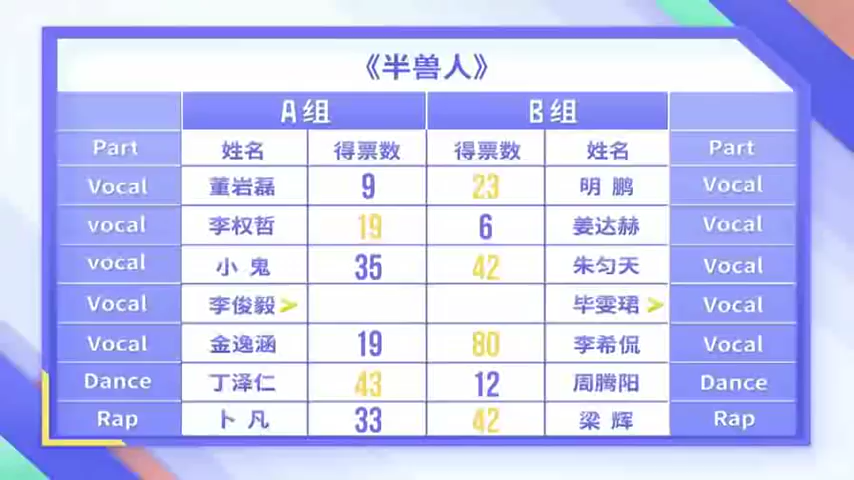 《半兽人》
A组 B组
Part 姓名 得票数 得票数 姓名 Part
Vocal 董岩磊 9 23 明鹏 Vocal
vocal 李权哲 19 6 姜达赫 Vocal
vocal 小鬼 35 42 朱匀天 Vocal
Vocal 李俊毅 > 毕雯珺 > Vocal
Vocal 金逸涵 19 80 李希侃 Vocal
Dance 丁泽仁 43 12 周腾阳 Dance
Rap 卜凡 33 42 梁辉 Rap